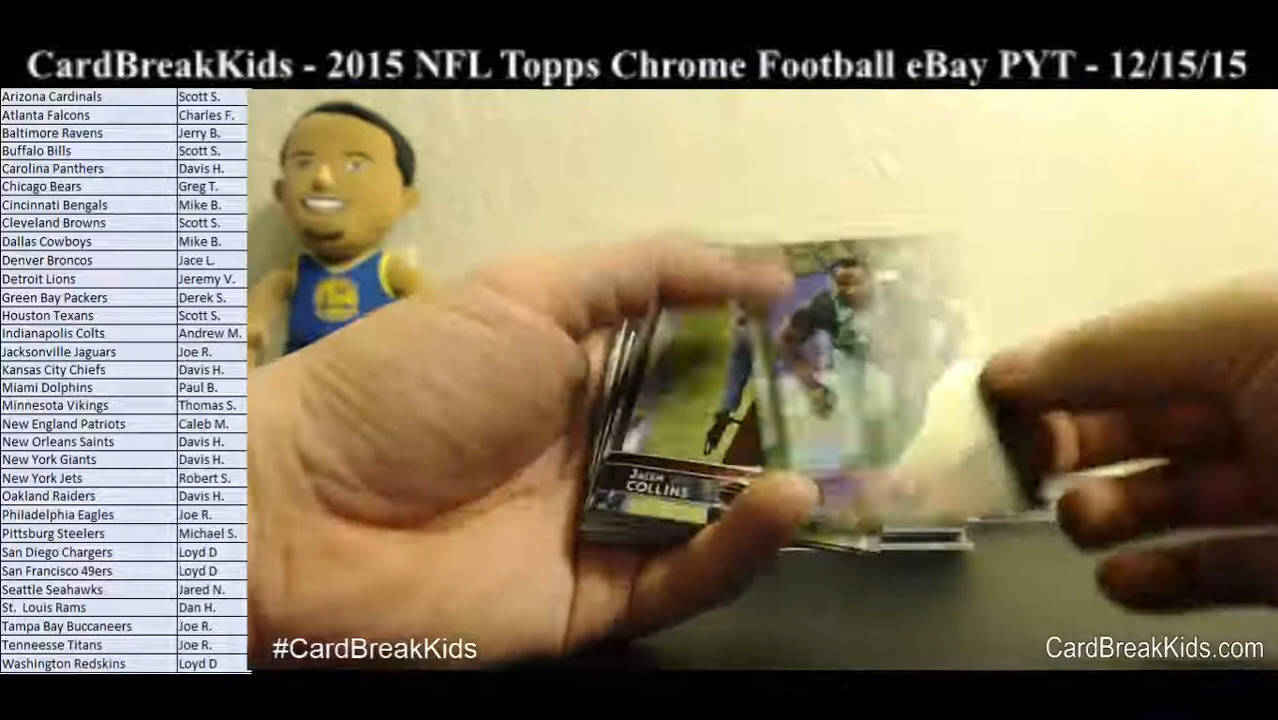 CardBreakKids - 2015 NFL Topps Chrome Football eBay PYT - 12/15/15
Arizona Cardinals Scott S.
Atlanta Falcons Charles F.
Baltimore Ravens Jerry B.
Buffalo Bills Scott S.
Carolina Panthers Davis H.
Chicago Bears Greg T.
Cincinnati Bengals Mike B.
Cleveland Browns Scott S.
Dallas Cowboys Mike B.
Denver Broncos Jace L.
Detroit Lions Jeremy V.
Green Bay Packers Derek S.
Houston Texans Scott S.
Indianapolis Colts Andrew M.
Jacksonville Jaguars Joe R.
Kansas City Chiefs Davis H.
Miami Dolphins Paul B.
Minnesota Vikings Thomas S.
New England Patriots Caleb M.
New Orleans Saints Davis H.
New York Giants Davis H.
New York Jets Robert S.
Oakland Raiders Davis H.
Philadelphia Eagles Joe R.
Pittsburg Steelers Michael S.
San Diego Chargers Loyd D
San Francisco 49ers Loyd D
Seattle Seahawks Jared N.
St. Louis Rams Dan H.
Tampa Bay Buccaneers Joe R.
Tenneesse Titans Joe R.
Washington Redskins Loyd D
Jalen
COLLINS
#CardBreakKids
CardBreakKids.com